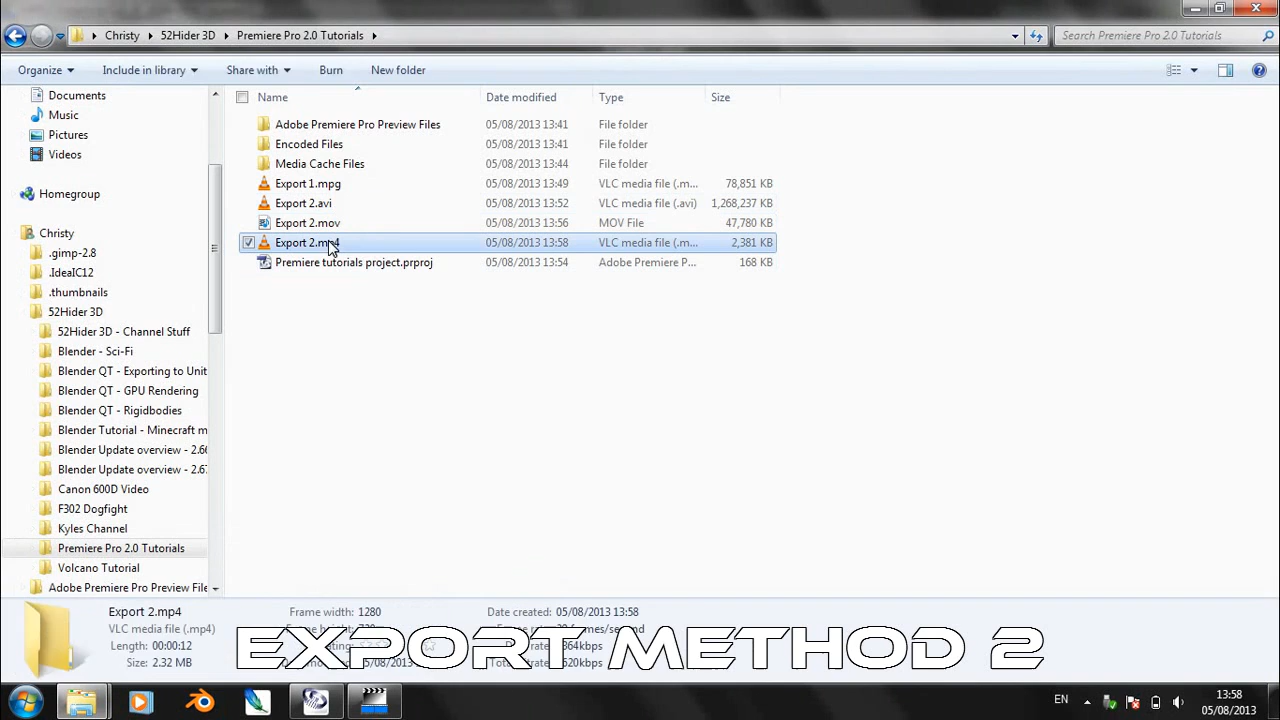 Christy 52Hider 3D Premiere Pro 2.0 Tutorials Search Premiere Pro 2.0 Tutorials
Organize Include in library Share with Burn New folder
Documents
Music
Pictures
Videos
Homegroup
Christy
.gimp-2.8
.IdeaIC12
.thumbnails
52Hider 3D
52Hider 3D - Channel Stuff
Blender - Sci-Fi
Blender QT - Exporting to Unit
Blender QT - GPU Rendering
Blender QT - Rigidbodies
Blender Tutorial - Minecraft m
Blender Update overview - 2.66
Blender Update overview - 2.67
Canon 600D Video
F302 Dogfight
Kyles Channel
Premiere Pro 2.0 Tutorials
Volcano Tutorial
Adobe Premiere Pro Preview File
Name Date modified Type Size
Adobe Premiere Pro Preview Files 05/08/2013 13:41 File folder
Encoded Files 05/08/2013 13:41 File folder
Media Cache Files 05/08/2013 13:44 File folder
Export 1.mpg 05/08/2013 13:49 VLC media file (.m... 78,851 KB
Export 2.avi 05/08/2013 13:52 VLC media file (.avi) 1,268,237 KB
Export 2.mov 05/08/2013 13:56 MOV File 47,780 KB
Export 2.mp4 05/08/2013 13:58 VLC media file (.m... 2,381 KB
Premiere tutorials project.prproj 05/08/2013 13:54 Adobe Premiere P... 168 KB
Export 2.mp4 Frame width: 1280 Date created: 05/08/2013 13:58
VLC media file (.mp4)
Length: 00:00:12
Size: 2.32 MB 05/08/2013 13:58
EXPORT METHOD 2
EN 13:58
05/08/2013